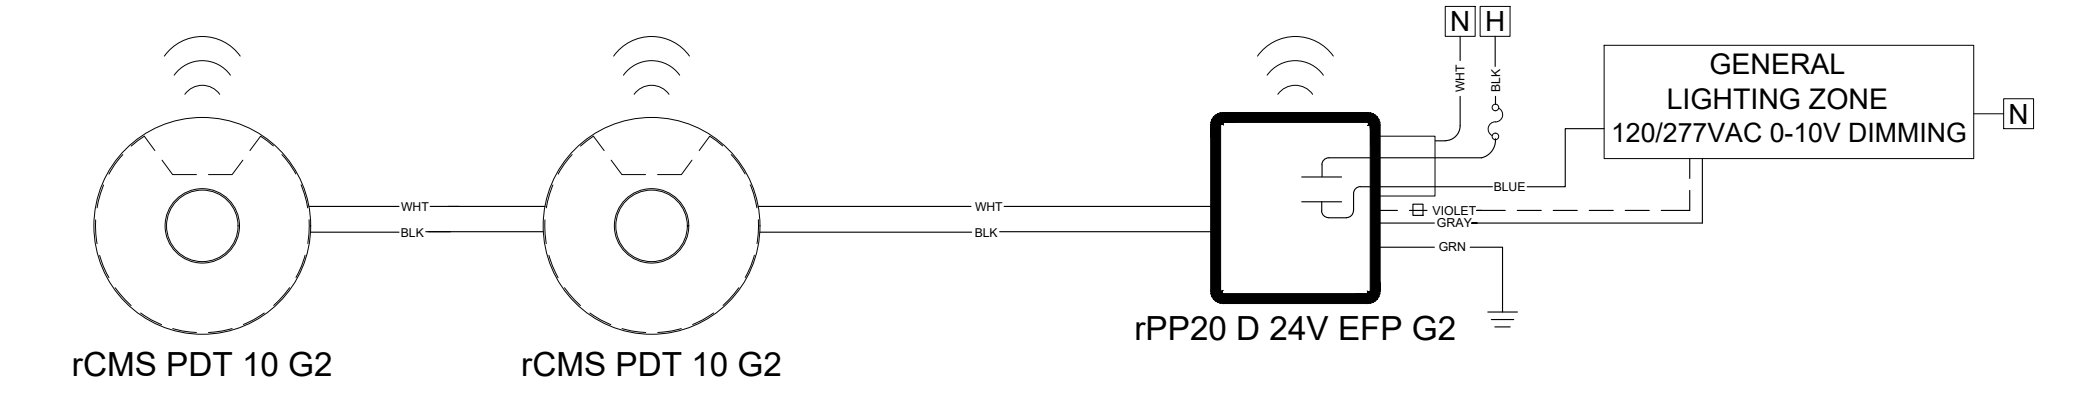 N H
WHT
BLK
GENERAL
LIGHTING ZONE
120/277VAC 0-10V DIMMING
N
BLUE
WHT
WHT
VIOLET
GRAY
BLK
BLK
GRN
rPP20 D 24V EFP G2
rCMS PDT 10 G2
rCMS PDT 10 G2